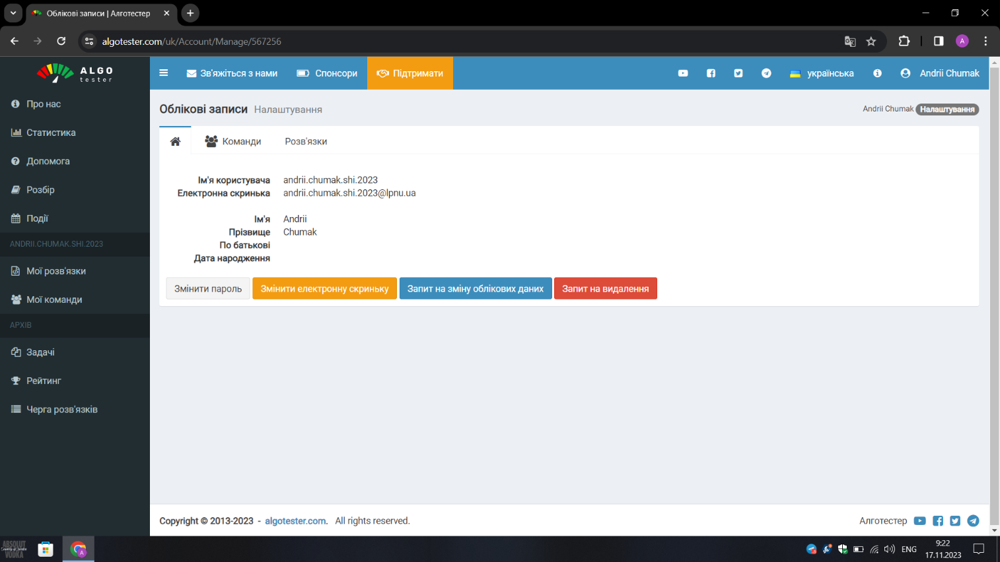 Облікові записи | Алготестер
algotester.com/uk/Account/Manage/567256
ALGO
tester
Зв'яжіться з нами
Спонсори
Підтримати
українська
Andrii Chumak
Про нас
Статистика
Допомога
Розбір
Події
ANDRII.CHUMAK.SHI.2023
Мої розв'язки
Мої команди
АРХІВ
Задачі
Рейтинг
Черга розв'язків
Облікові записи Налаштування
Andrii Chumak Налаштування
Команди
Розв'язки
Ім'я користувача andrii.chumak.shi.2023
Електронна скринька andrii.chumak.shi.2023@lpnu.ua
Ім'я Andrii
Прізвище Chumak
По батькові
Дата народження
Змінити пароль
Змінити електронну скриньку
Запит на зміну облікових даних
Запит на видалення
Copyright © 2013-2023 - algotester.com. All rights reserved.
Алготестер
ABSOLUT
Country of Sweden
VODKA
A
ENG
9:22
17.11.2023